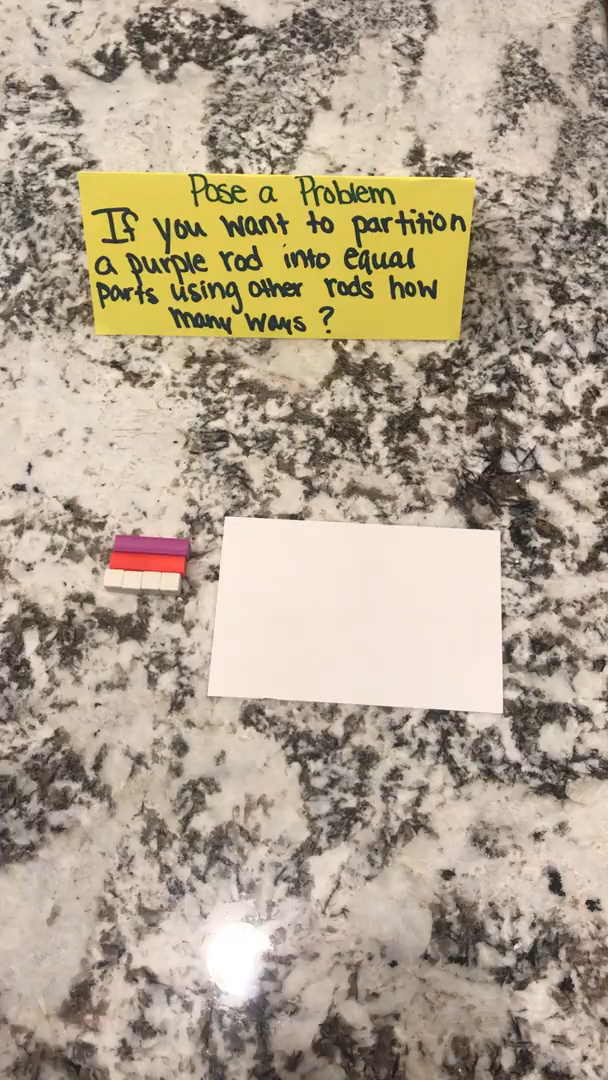 Pose a Problem
If you want to partition
a purple rod into equal
parts using other rods how
many ways ?